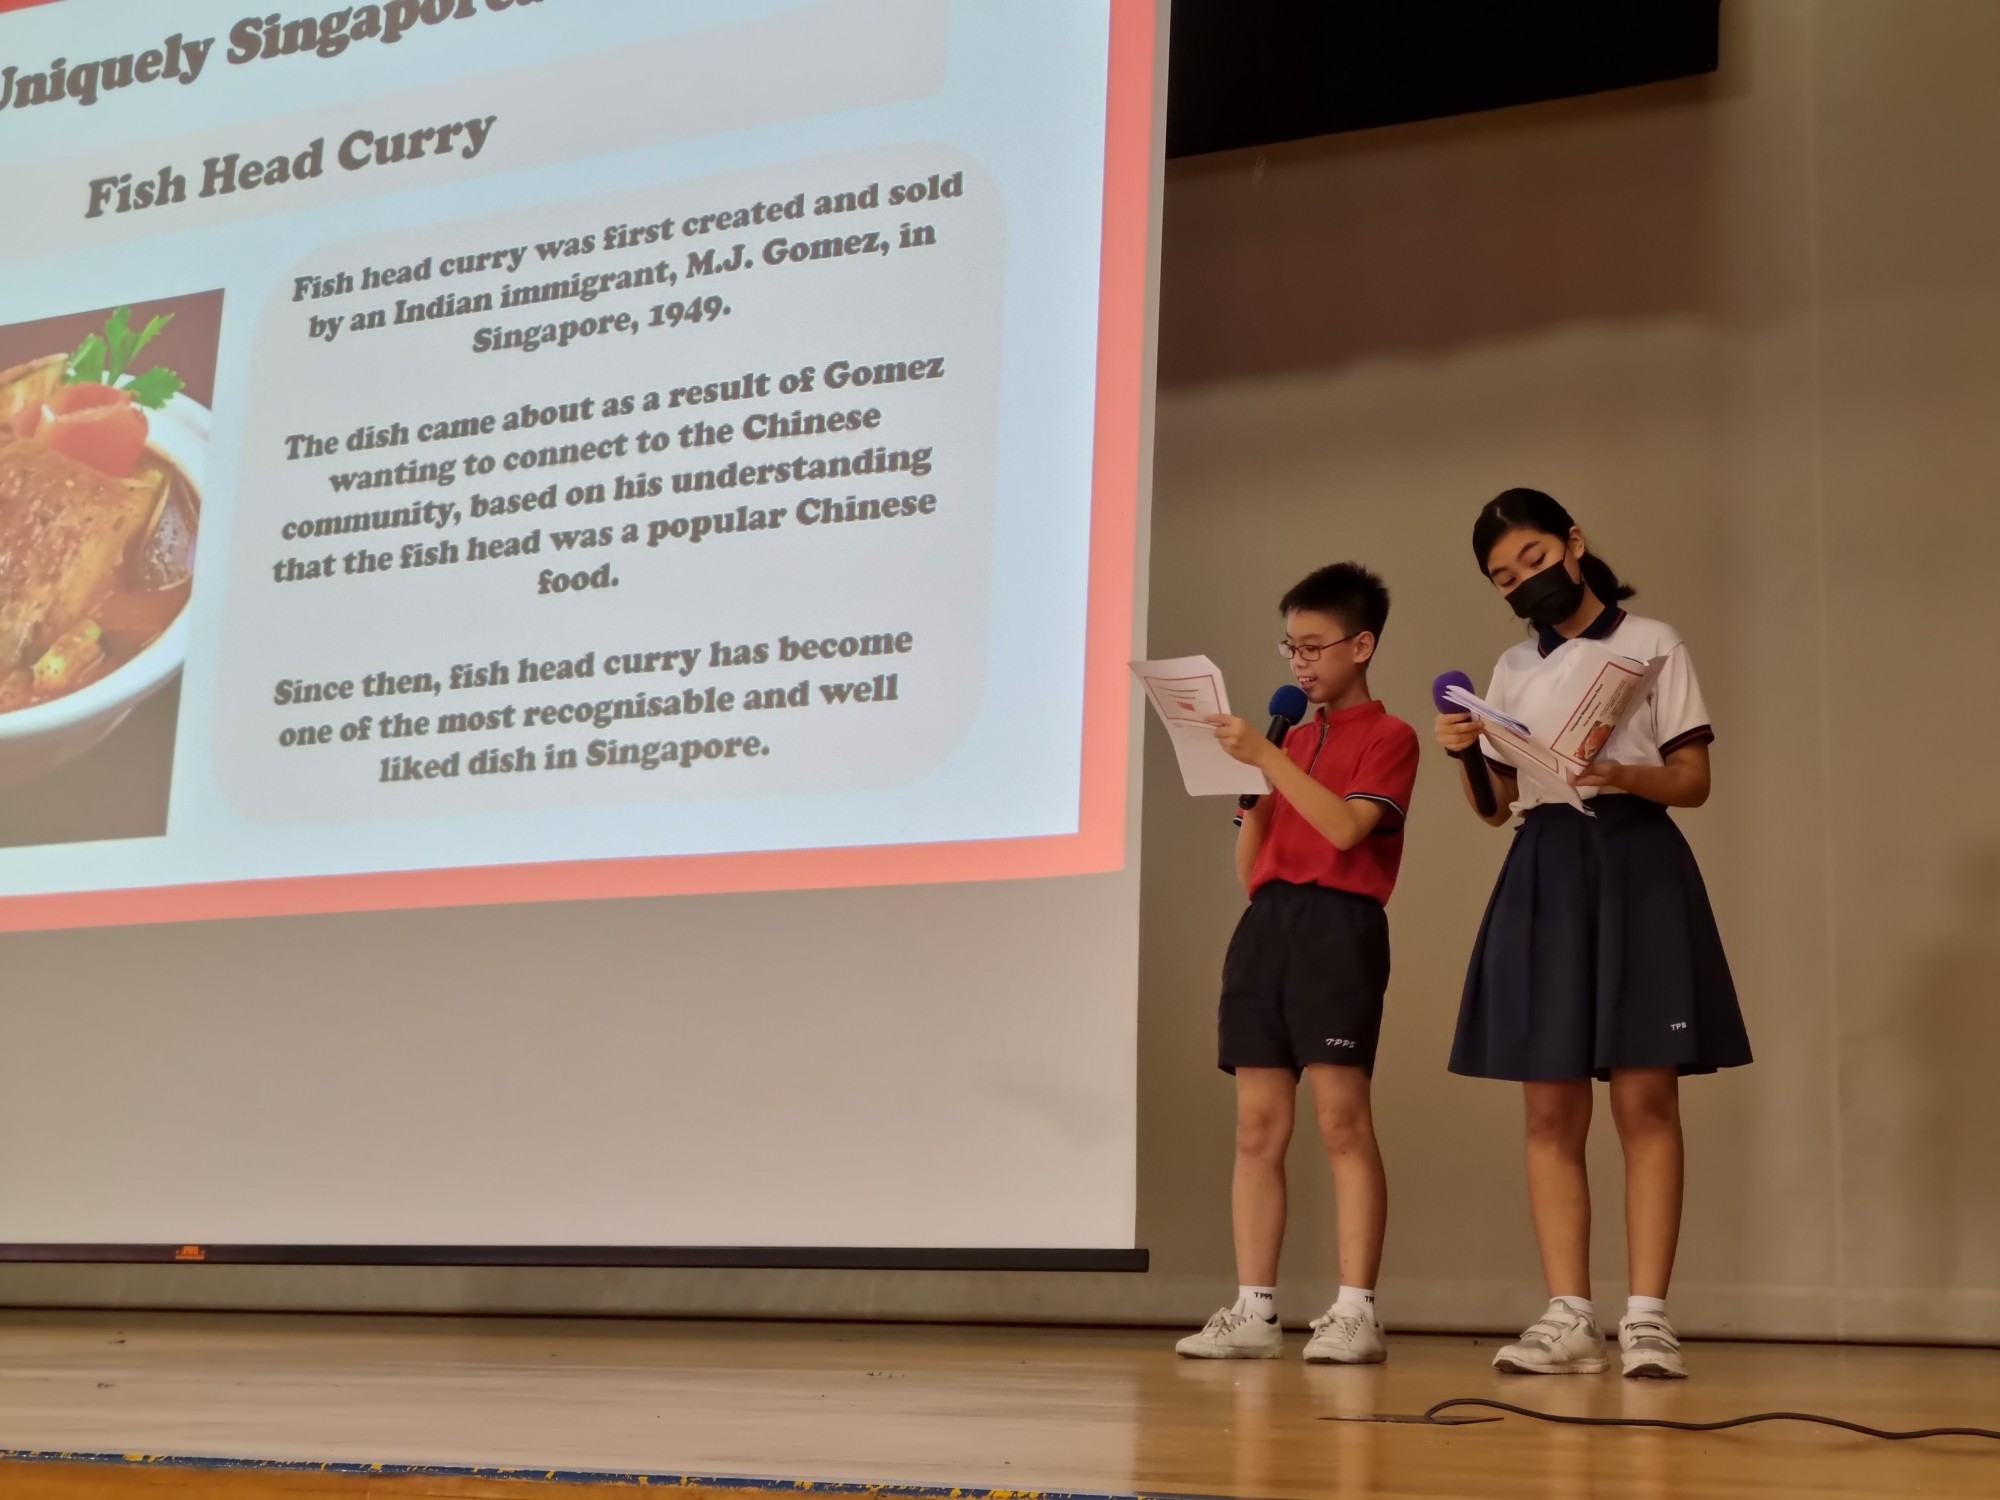 Uniquely Singapore
Fish Head Curry
Fish head curry was first created and sold
by an Indian immigrant, M.J. Gomez, in
Singapore, 1949.
The dish came about as a result of Gomez
wanting to connect to the Chinese
community, based on his understanding
that the fish head was a popular Chinese
food.
Since then, fish head curry has become
one of the most recognisable and well
liked dish in Singapore.
TPPS
TPS
TPPS